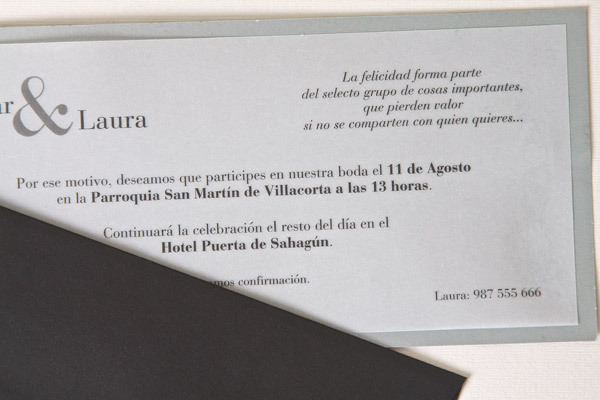 La felicidad forma parte
del selecto grupo de cosas importantes,
que pierden valor
si no se comparten con quien quieres...
& Laura
Por ese motivo, deseamos que participes en nuestra boda el 11 de Agosto
en la Parroquia San Martín de Villacorta a las 13 horas.
Continuará la celebración el resto del día en el
Hotel Puerta de Sahagún.
confirmación.
Laura: 987 555 666